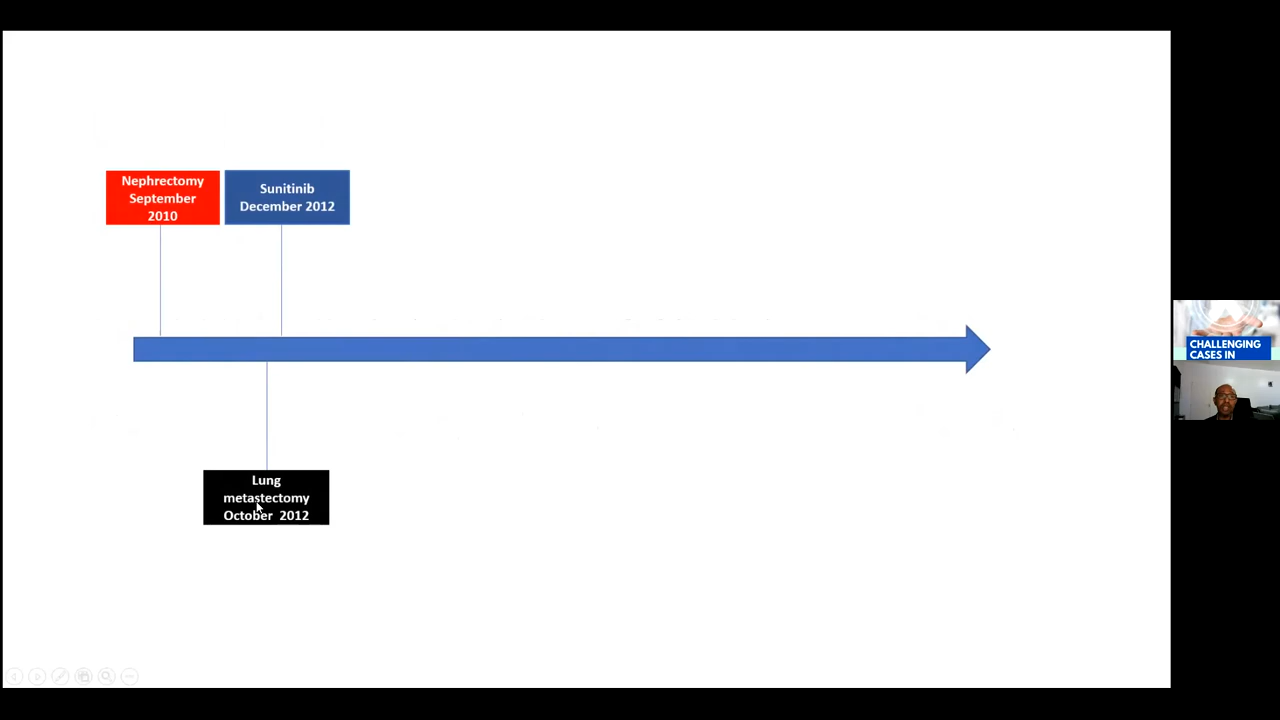 Nephrectomy
September
2010
Sunitinib
December 2012
Lung
metastectomy
October 2012
CHALLENGING
CASES IN